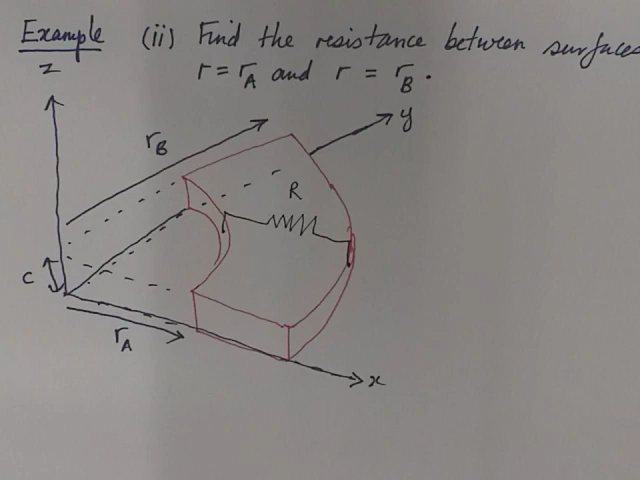 Example (ii) Find the resistance between surfaces
r = rA and r = rB.
z
y
rB
R
C
rA
x